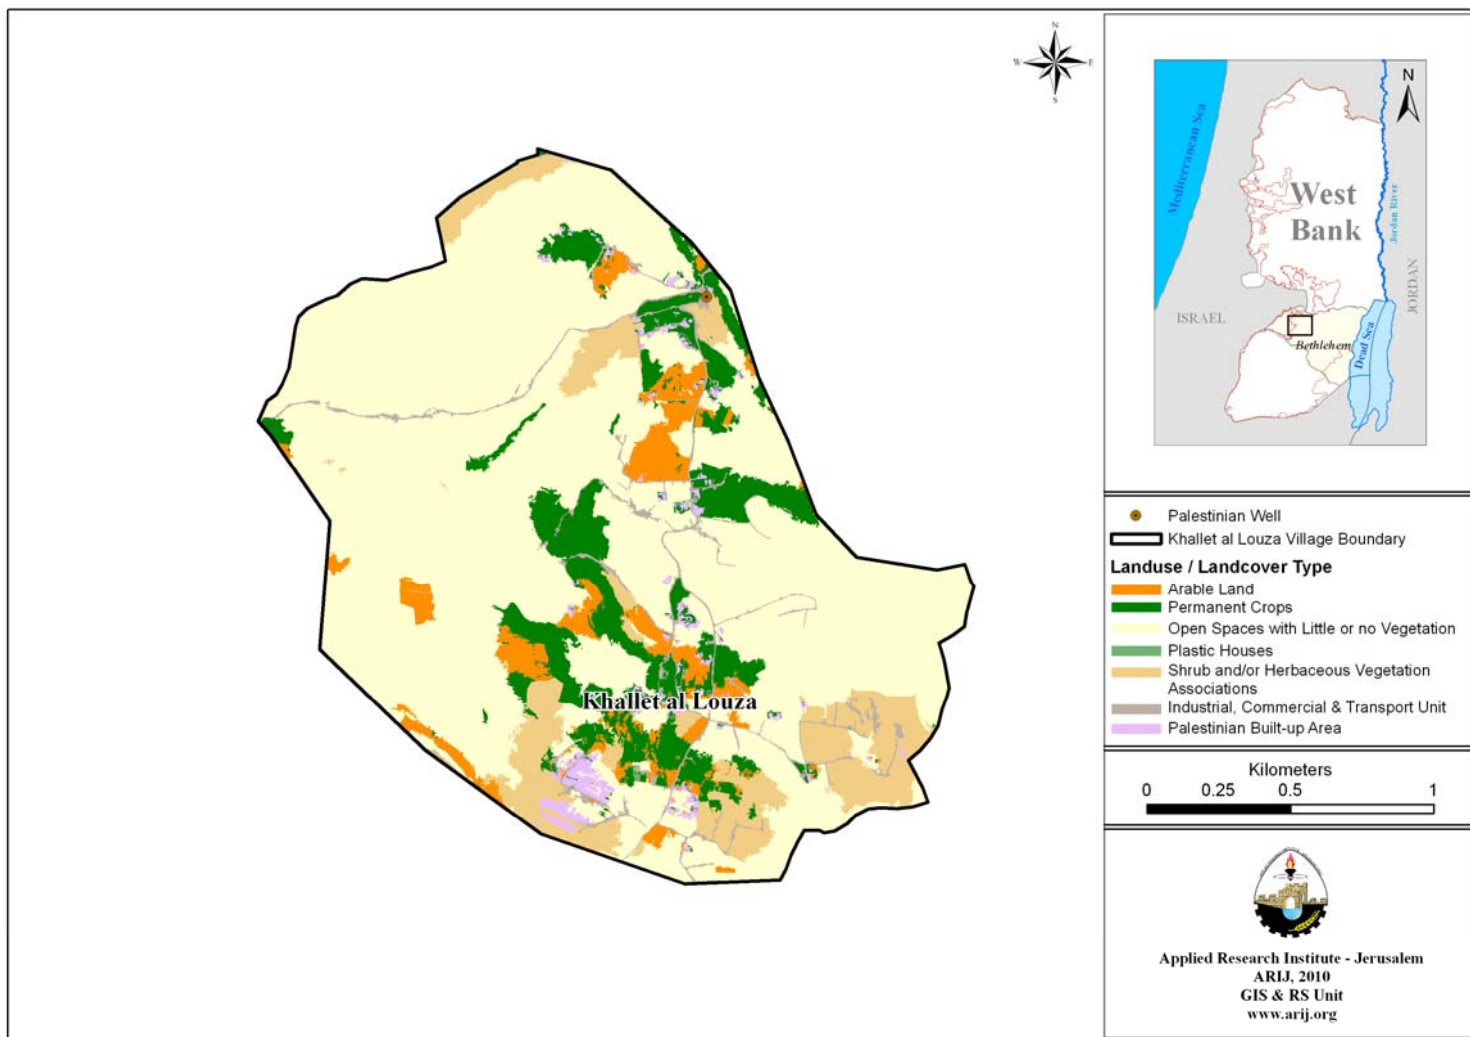 N
W
E
S
Khallet al Louza
N
Mediterranean Sea
West
Bank
Jordan River
JORDAN
ISRAEL
Bethlehem
Dead Sea
Palestinian Well
Khallet al Louza Village Boundary
Landuse / Landcover Type
Arable Land
Permanent Crops
Open Spaces with Little or no Vegetation
Plastic Houses
Shrub and/or Herbaceous Vegetation
Associations
Industrial, Commercial & Transport Unit
Palestinian Built-up Area
Kilometers
0 0.25 0.5 1
Applied Research Institute - Jerusalem
ARIJ, 2010
GIS & RS Unit
www.arij.org